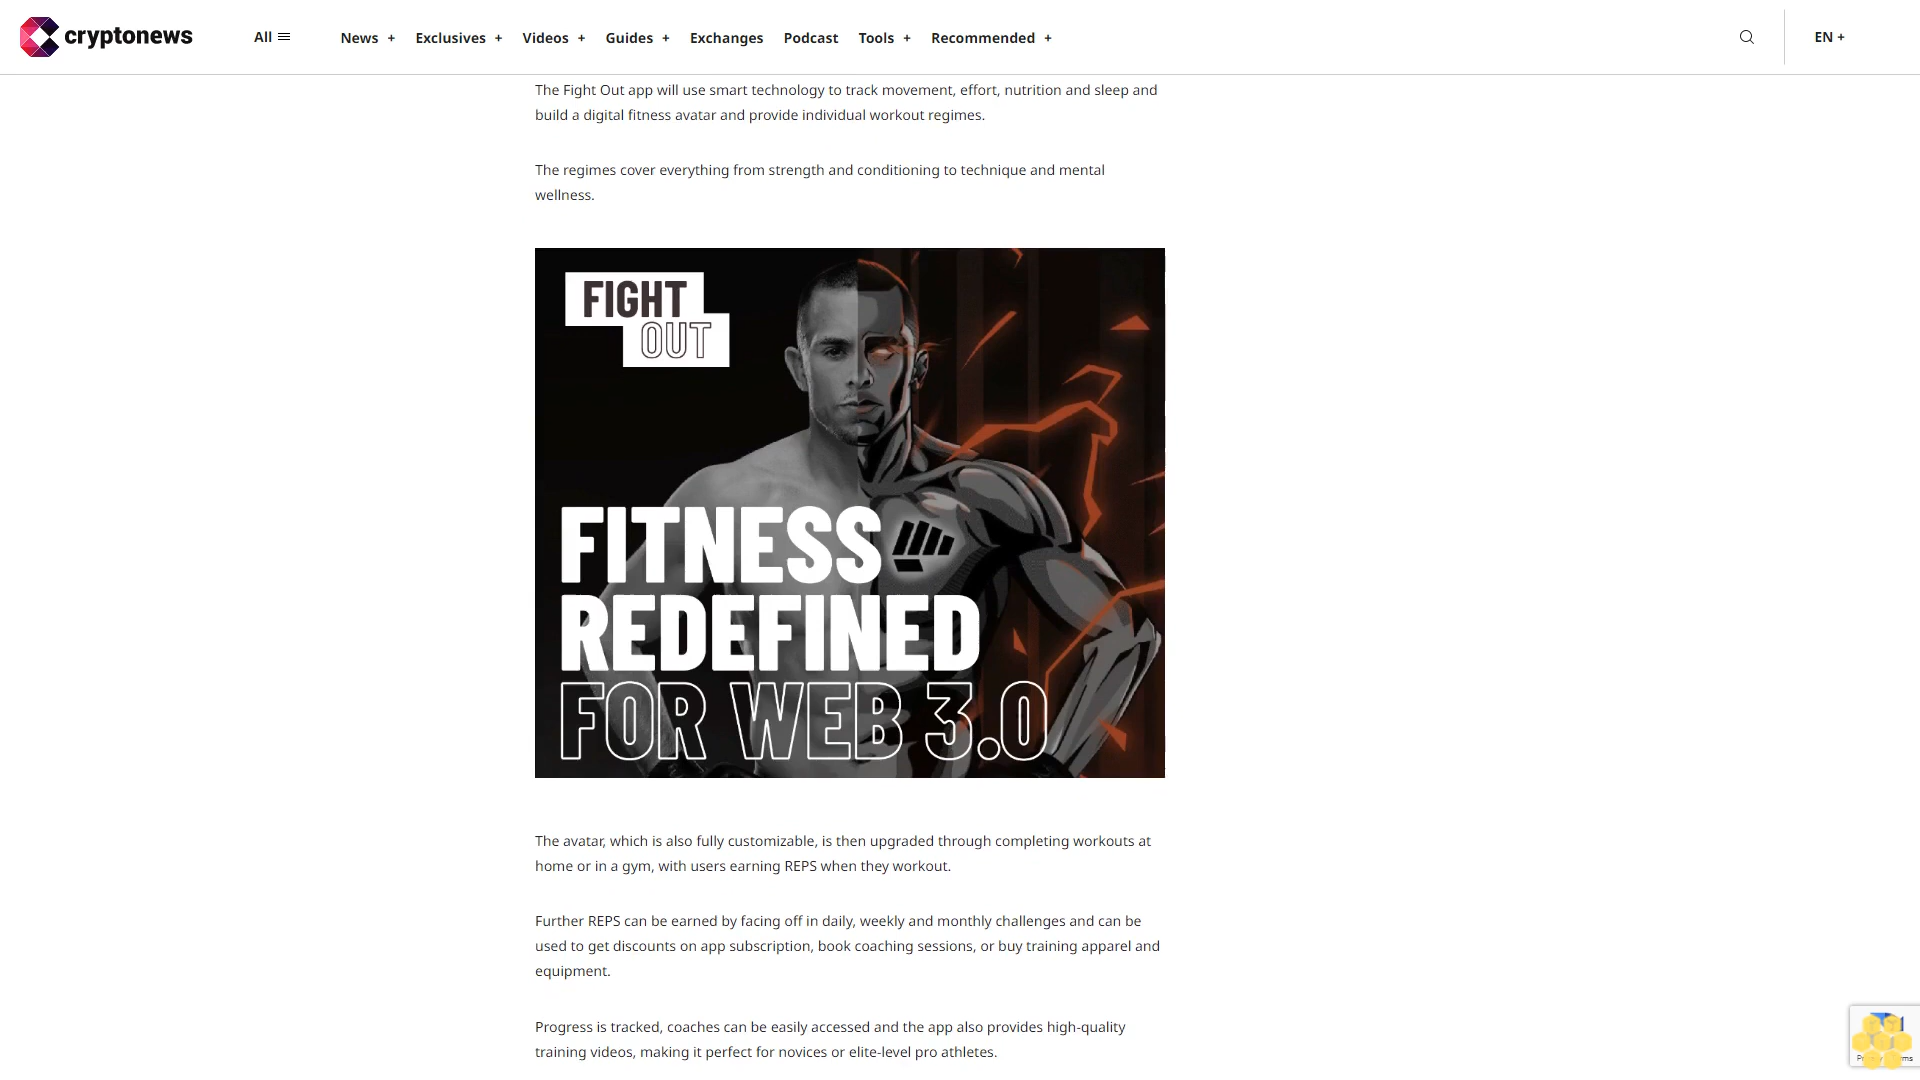 cryptonews
All
News +
Exclusives +
Videos +
Guides +
Exchanges
Podcast
Tools +
Recommended +
EN +
The Fight Out app will use smart technology to track movement, effort, nutrition and sleep and
build a digital fitness avatar and provide individual workout regimes.
The regimes cover everything from strength and conditioning to technique and mental
wellness.
FIGHT
OUT
FITNESS
REDEFINED
FOR WEB 3.0
The avatar, which is also fully customizable, is then upgraded through completing workouts at
home or in a gym, with users earning REPS when they workout.
Further REPS can be earned by facing off in daily, weekly and monthly challenges and can be
used to get discounts on app subscription, book coaching sessions, or buy training apparel and
equipment.
Progress is tracked, coaches can be easily accessed and the app also provides high-quality
training videos, making it perfect for novices or elite-level pro athletes.